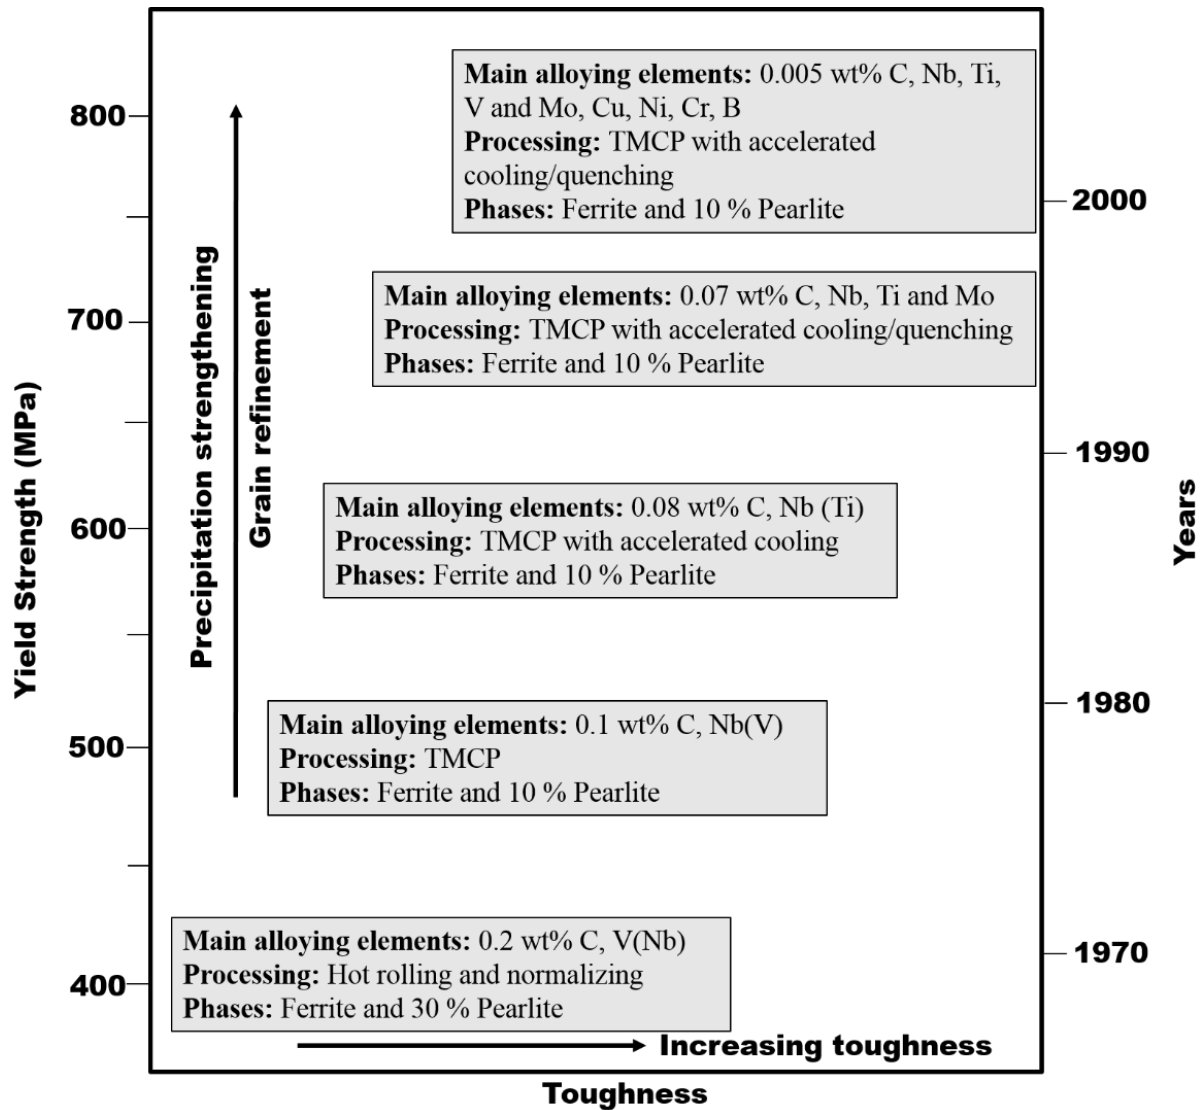 Yield Strength (MPa)
800
700
600
500
400
Precipitation strengthening
Grain refinement
Main alloying elements: 0.005 wt% C, Nb, Ti,
V and Mo, Cu, Ni, Cr, B
Processing: TMCP with accelerated
cooling/quenching
Phases: Ferrite and 10 % Pearlite
Main alloying elements: 0.07 wt% C, Nb, Ti and Mo
Processing: TMCP with accelerated cooling/quenching
Phases: Ferrite and 10 % Pearlite
Main alloying elements: 0.08 wt% C, Nb (Ti)
Processing: TMCP with accelerated cooling
Phases: Ferrite and 10 % Pearlite
Main alloying elements: 0.1 wt% C, Nb(V)
Processing: TMCP
Phases: Ferrite and 10 % Pearlite
Main alloying elements: 0.2 wt% C, V(Nb)
Processing: Hot rolling and normalizing
Phases: Ferrite and 30 % Pearlite
Increasing toughness
Toughness
2000
1990
1980
1970
Years